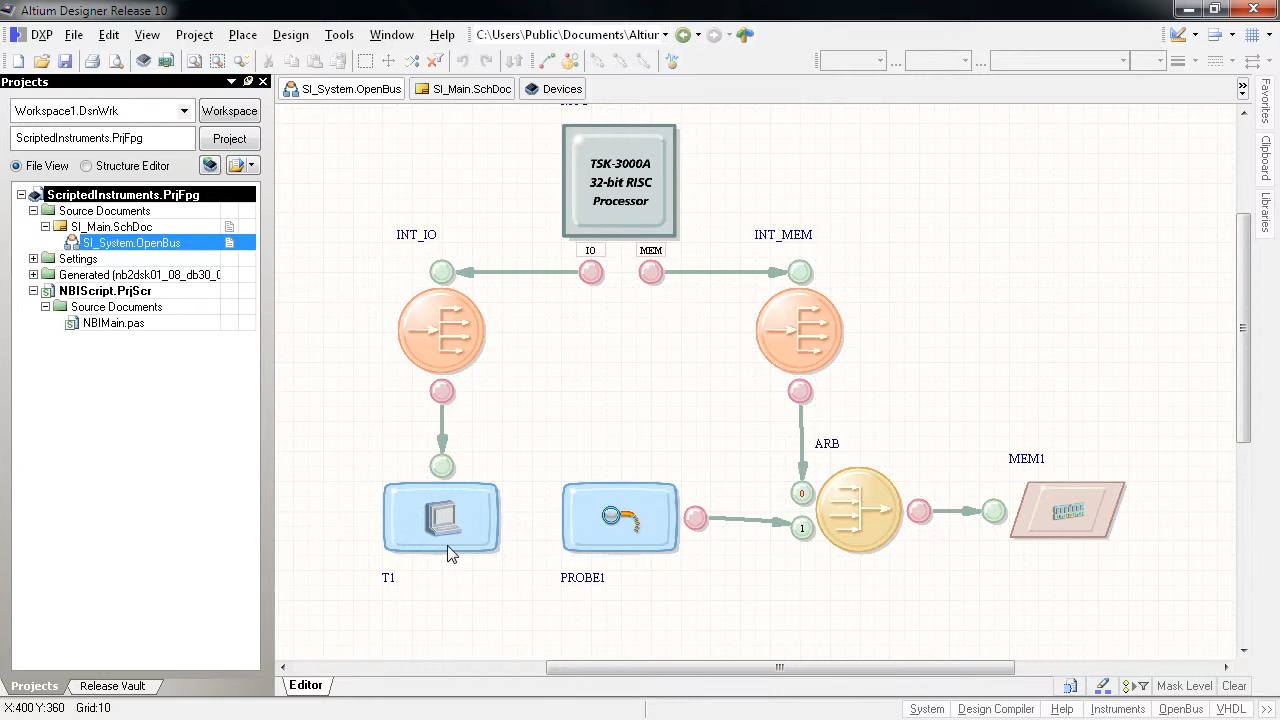 Altium Designer Release 10
DXP File Edit View Project Place Design Tools Window Help C:\Users\Public\Documents\Altiur
Projects
Workspace1.DsnWrk Workspace
ScriptedInstruments.PrjFpg Project
File View Structure Editor
ScriptedInstruments.PrjFpg
Source Documents
SI_Main.SchDoc
SI_System.OpenBus
Settings
Generated (nb2dsk01_08_db30_0
NBIScript.PrjScr
Source Documents
NBIMain.pas
Projects Release Vault
SI_System.OpenBus SI_Main.SchDoc Devices
TSK-3000A
32-bit RISC
Processor
IO MEM
INT_IO
INT_MEM
ARB
0
1
MEM1
T1
PROBE1
Editor
Mask Level Clear
Favorites
Clipboard
Libraries
X:400 Y:360 Grid:10
System Design Compiler Help Instruments OpenBus VHDL >>